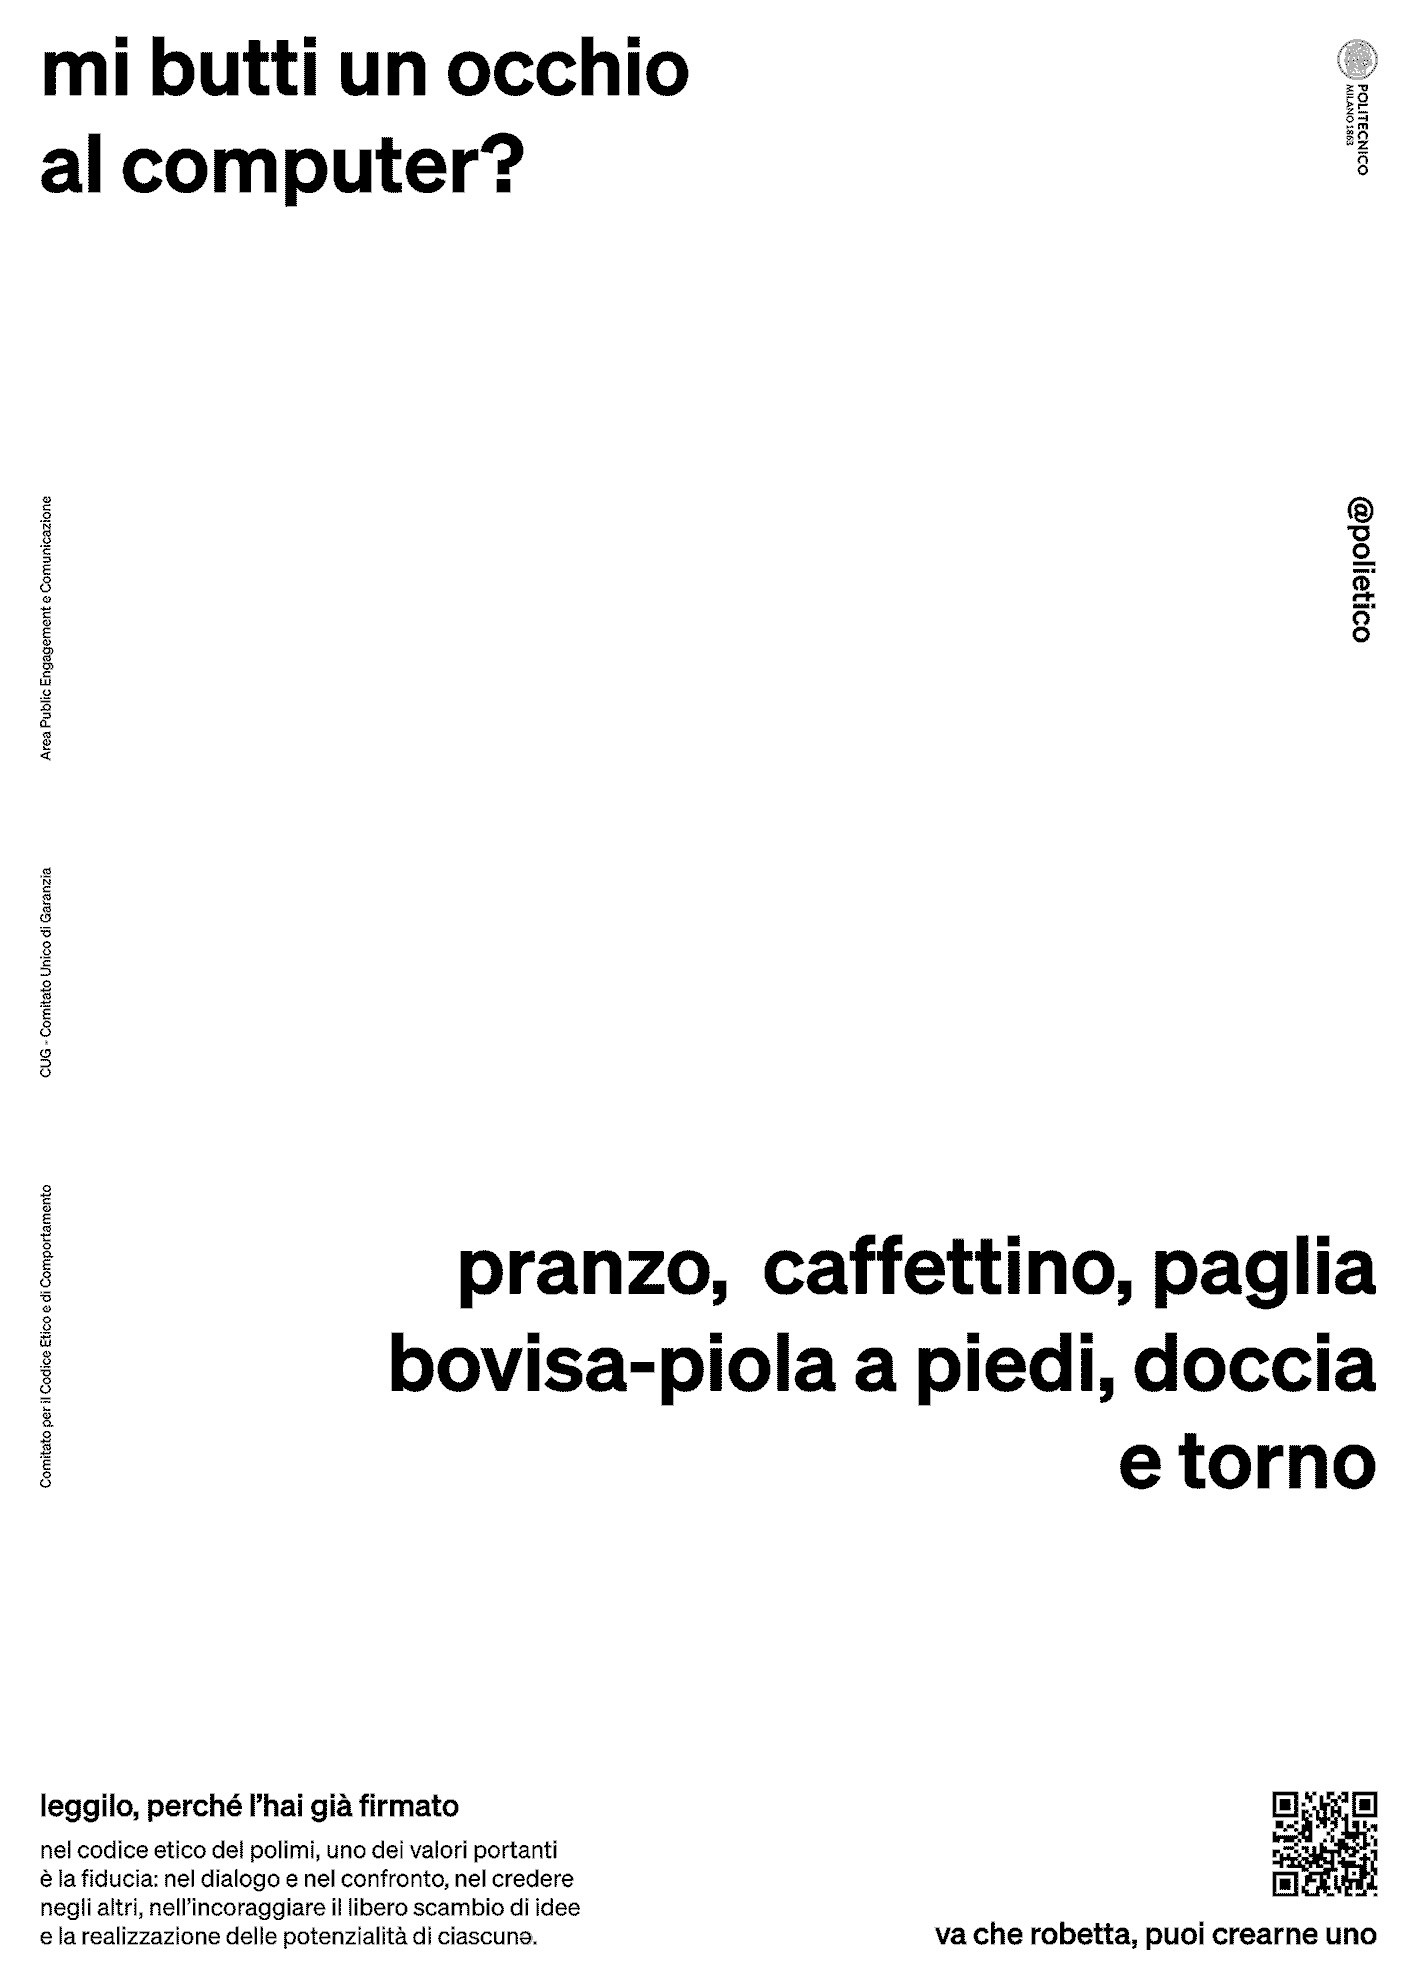 mi butti un occhio
al computer?
POLITECNICO
MILANO 1863
@polietico
Area Public Engagement e Comunicazione
CUG - Comitato Unico di Garanzia
Comitato per il Codice Etico e di Comportamento
pranzo, caffettino, paglia
bovisa-piola a piedi, doccia
e torno
leggilo, perché l’hai già firmato
nel codice etico del polimi, uno dei valori portanti
è la fiducia: nel dialogo e nel confronto, nel credere
negli altri, nell’incoraggiare il libero scambio di idee
e la realizzazione delle potenzialità di ciascunə.
va che robetta, puoi crearne uno